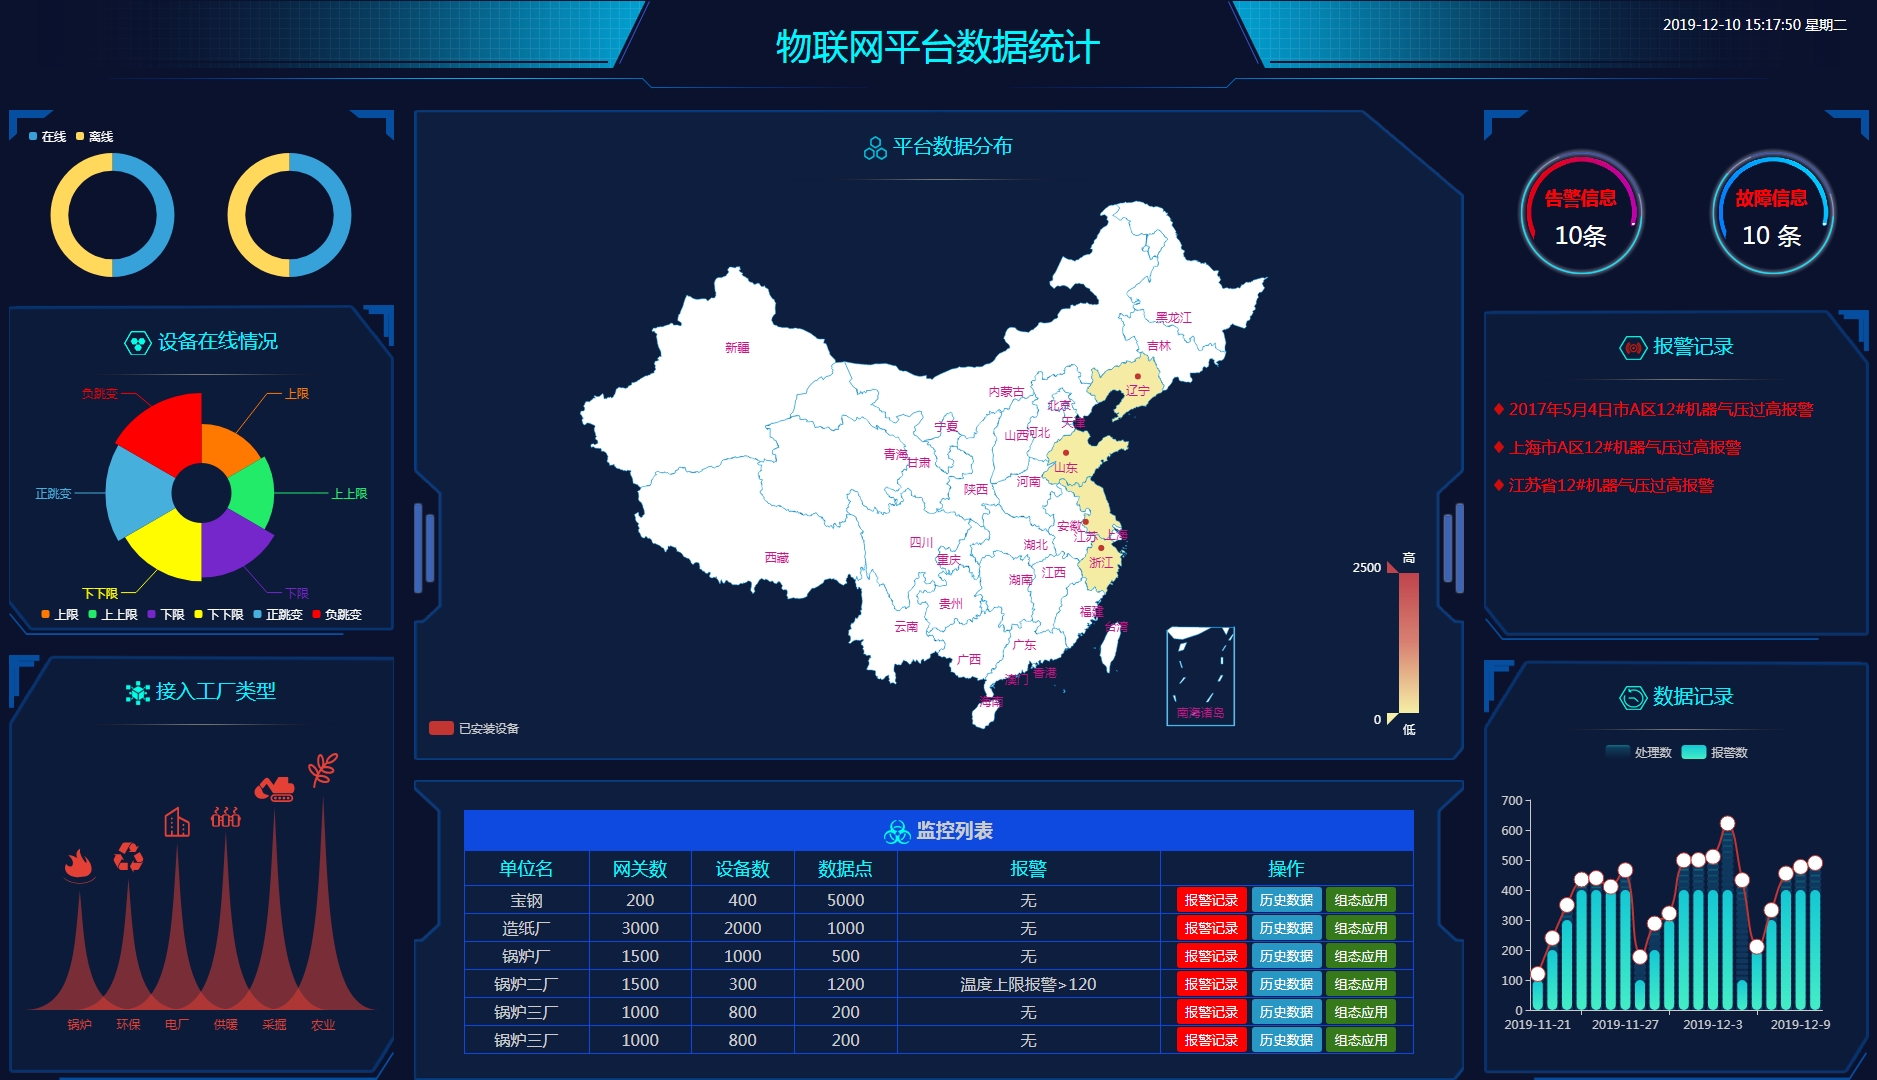 物联网平台数据统计
2019-12-10 15:17:50 星期二
在线 离线
设备在线情况
负跳变 上限
正跳变 上上限
下下限 下限
上限 上上限 下限 下下限 正跳变 负跳变
接入工厂类型
锅炉 环保 电厂 供暖 采掘 农业
平台数据分布
黑龙江
吉林
新疆
辽宁
内蒙古
北京
天津
宁夏
山西
河北
青海
甘肃
山东
河南
陕西
安徽
江苏
上海
四川
湖北
重庆
浙江
西藏
湖南
江西
贵州
福建
云南
台湾
广东
广西
香港
澳门
海南
南海诸岛
已安装设备
高
2500
0
低
监控列表
单位名 网关数 设备数 数据点 报警 操作
宝钢 200 400 5000 无 报警记录 历史数据 组态应用
造纸厂 3000 2000 1000 无 报警记录 历史数据 组态应用
锅炉厂 1500 1000 500 无 报警记录 历史数据 组态应用
锅炉二厂 1500 300 1200 温度上限报警>120 报警记录 历史数据 组态应用
锅炉三厂 1000 800 200 无 报警记录 历史数据 组态应用
锅炉三厂 1000 800 200 无 报警记录 历史数据 组态应用
告警信息
10条
故障信息
10 条
报警记录
2017年5月4日市A区12#机器气压过高报警
上海市A区12#机器气压过高报警
江苏省12#机器气压过高报警
数据记录
处理数 报警数
700
600
500
400
300
200
100
0
2019-11-21 2019-11-27 2019-12-3 2019-12-9